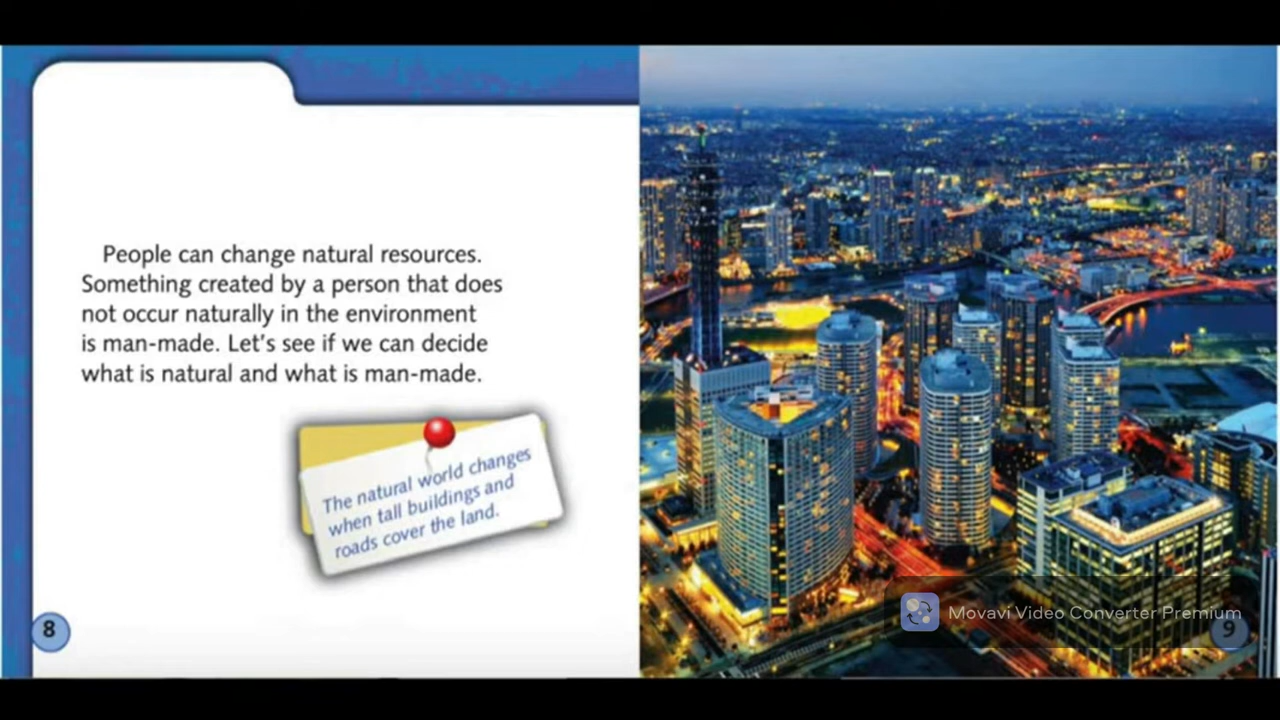 People can change natural resources.
Something created by a person that does
not occur naturally in the environment
is man-made. Let's see if we can decide
what is natural and what is man-made.
The natural world changes
when tall buildings and
roads cover the land.
8
Movavi Video Converter Premium
9